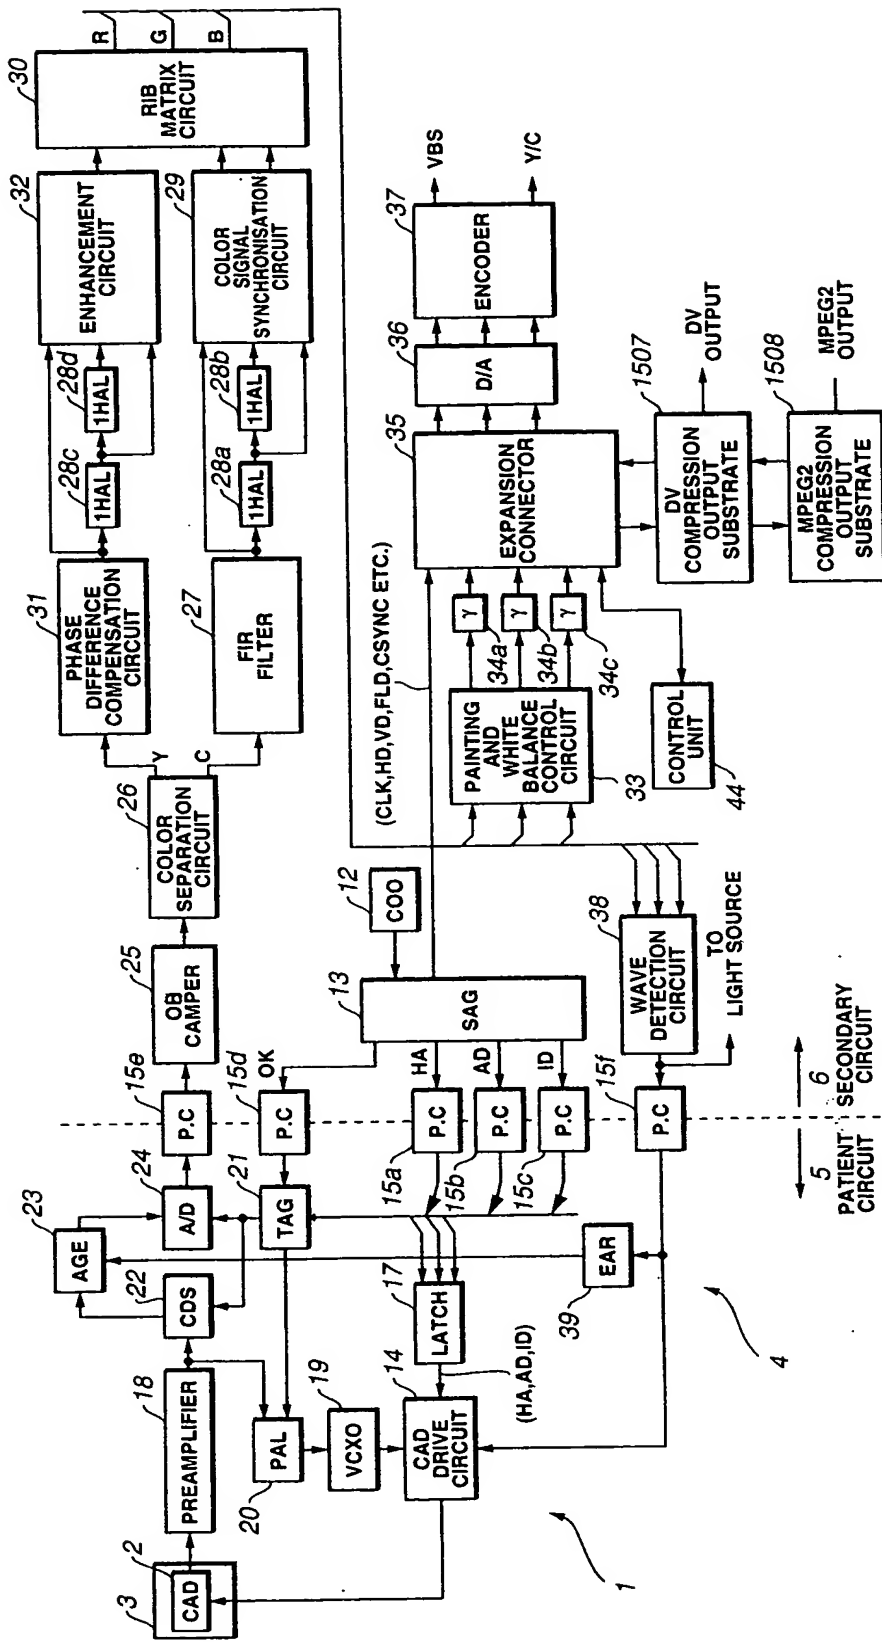 3
2
CAD
18
PREAMPLIFIER
22
CDS
23
AGE
24
A/D
15e
P.C
25
OB
CAMPER
26
COLOR
SEPARATION
CIRCUIT
Y
C
31
PHASE
DIFFERENCE
COMPENSATION
CIRCUIT
27
FIR
FILTER
28c
1HAL
28d
1HAL
28a
1HAL
28b
1HAL
32
ENHANCEMENT
CIRCUIT
29
COLOR
SIGNAL
SYNCHRONISATION
CIRCUIT
30
RIB
MATRIX
CIRCUIT
R
G
B
PAL
20
19
VCXO
14
CAD
DRIVE
CIRCUIT
17
LATCH
(HA,AD,ID)
21
TAG
15d
P.C
OK
15a
P.C
HA
15b
P.C
AD
15c
P.C
ID
13
SAG
12
COO
(CLK,HD,VD,FLD,CSYNC ETC.)
EAR
39
15f
P.C
38
WAVE
DETECTION
CIRCUIT
TO
LIGHT SOURCE
PAINTING
AND
WHITE
BALANCE
CONTROL
CIRCUIT
33
γ
34a
γ
34b
γ
34c
CONTROL
UNIT
44
35
EXPANSION
CONNECTOR
36
D/A
37
ENCODER
VBS
Y/C
1507
DV
COMPRESSION
OUTPUT
SUBSTRATE
DV
OUTPUT
1508
MPEG2
COMPRESSION
OUTPUT
SUBSTRATE
MPEG2
OUTPUT
5
PATIENT
CIRCUIT
6
SECONDARY
CIRCUIT
1
4